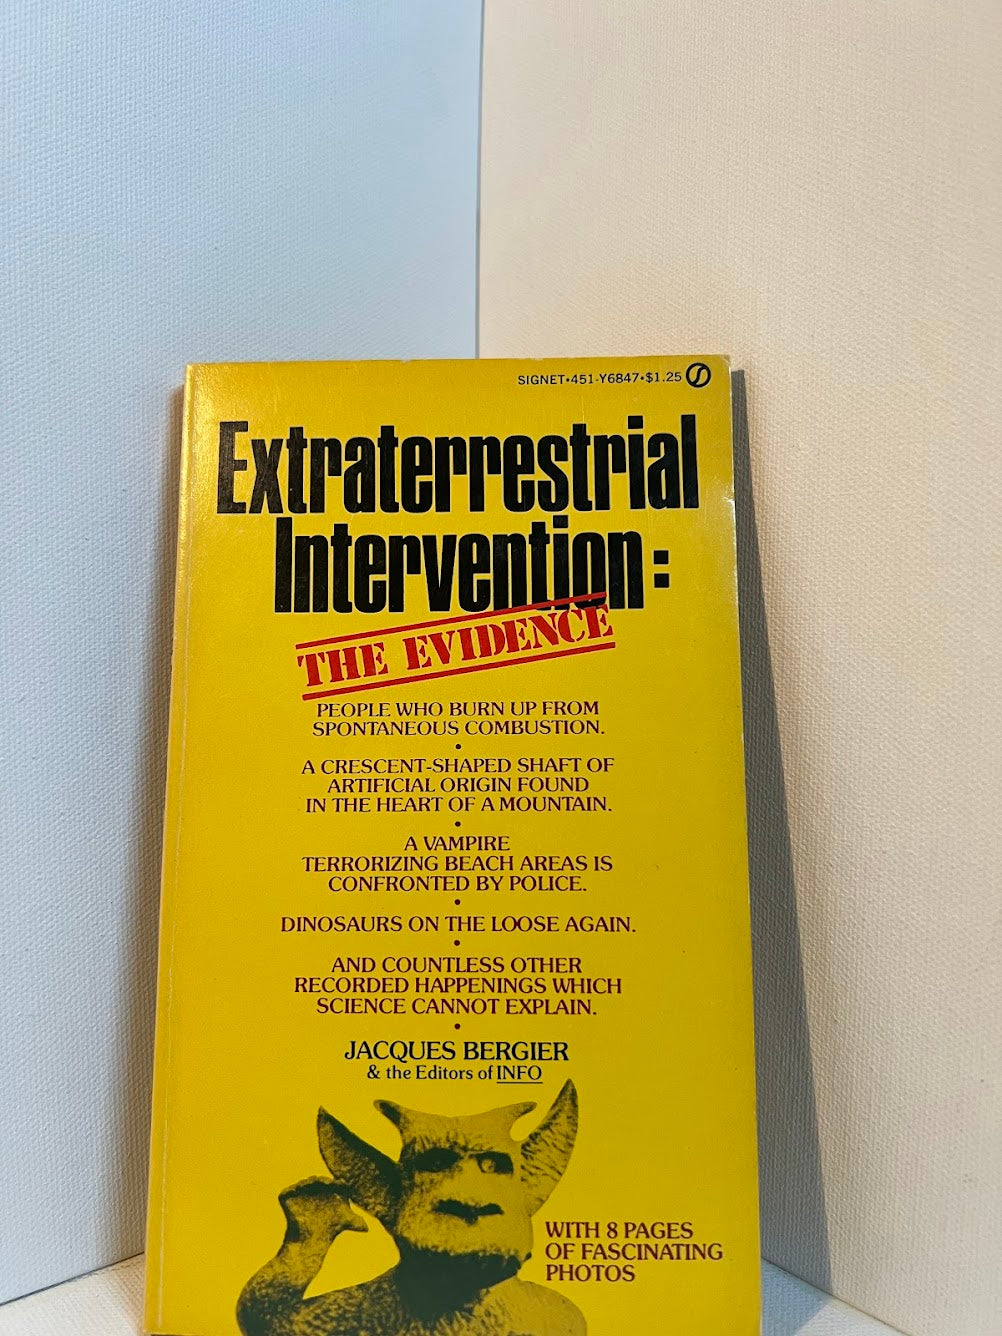 SIGNET•451-Y6847•$1.25
Extraterrestrial
Intervention:
THE EVIDENCE
PEOPLE WHO BURN UP FROM
SPONTANEOUS COMBUSTION.
•
A CRESCENT-SHAPED SHAFT OF
ARTIFICIAL ORIGIN FOUND
IN THE HEART OF A MOUNTAIN.
•
A VAMPIRE
TERRORIZING BEACH AREAS IS
CONFRONTED BY POLICE.
•
DINOSAURS ON THE LOOSE AGAIN.
•
AND COUNTLESS OTHER
RECORDED HAPPENINGS WHICH
SCIENCE CANNOT EXPLAIN.
•
JACQUES BERGIER
& the Editors of INFO
WITH 8 PAGES
OF FASCINATING
PHOTOS